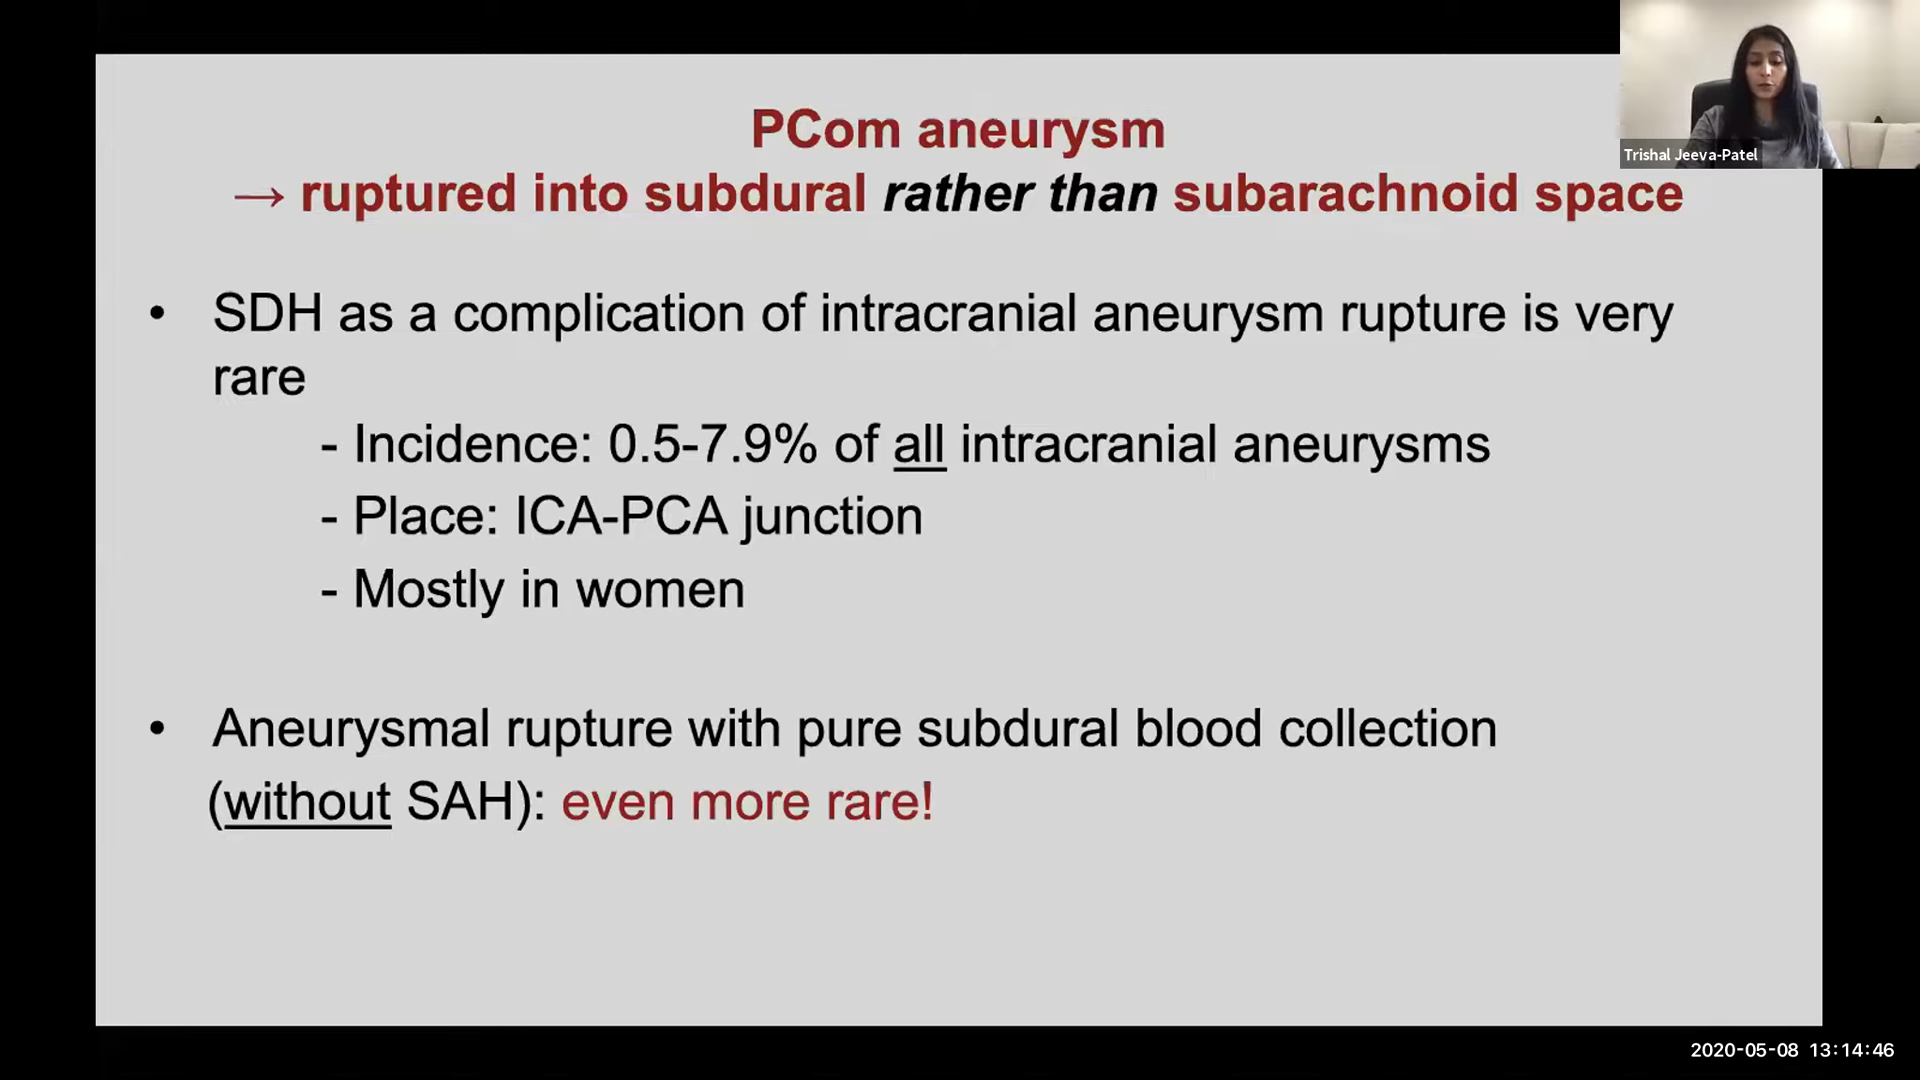 PCom aneurysm
→ ruptured into subdural rather than subarachnoid space
• SDH as a complication of intracranial aneurysm rupture is very
rare
- Incidence: 0.5-7.9% of all intracranial aneurysms
- Place: ICA-PCA junction
- Mostly in women
• Aneurysmal rupture with pure subdural blood collection
(without SAH): even more rare!
Trishal Jeeva-Patel
2020-05-08 13:14:46